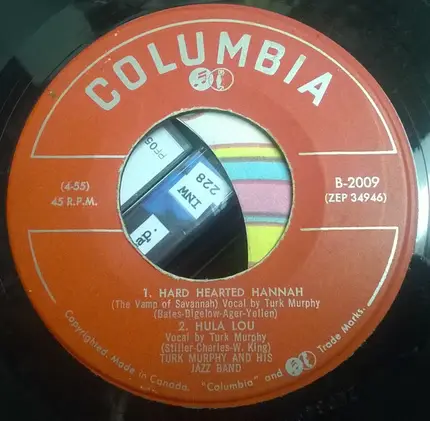 COLUMBIA
(4-55)
45 R.P.M.
B-2009
(ZEP 34946)
PF05
INW
228
1. HARD HEARTED HANNAH
(The Vamp of Savannah) Vocal by Turk Murphy
(Bates-Bigelow-Ager-Yellen)
2. HULA LOU
Vocal by Turk Murphy
(Stiller-Charles-W. King)
TURK MURPHY AND HIS
JAZZ BAND
Copyrighted. Made in Canada. "Columbia" and Trade Marks.